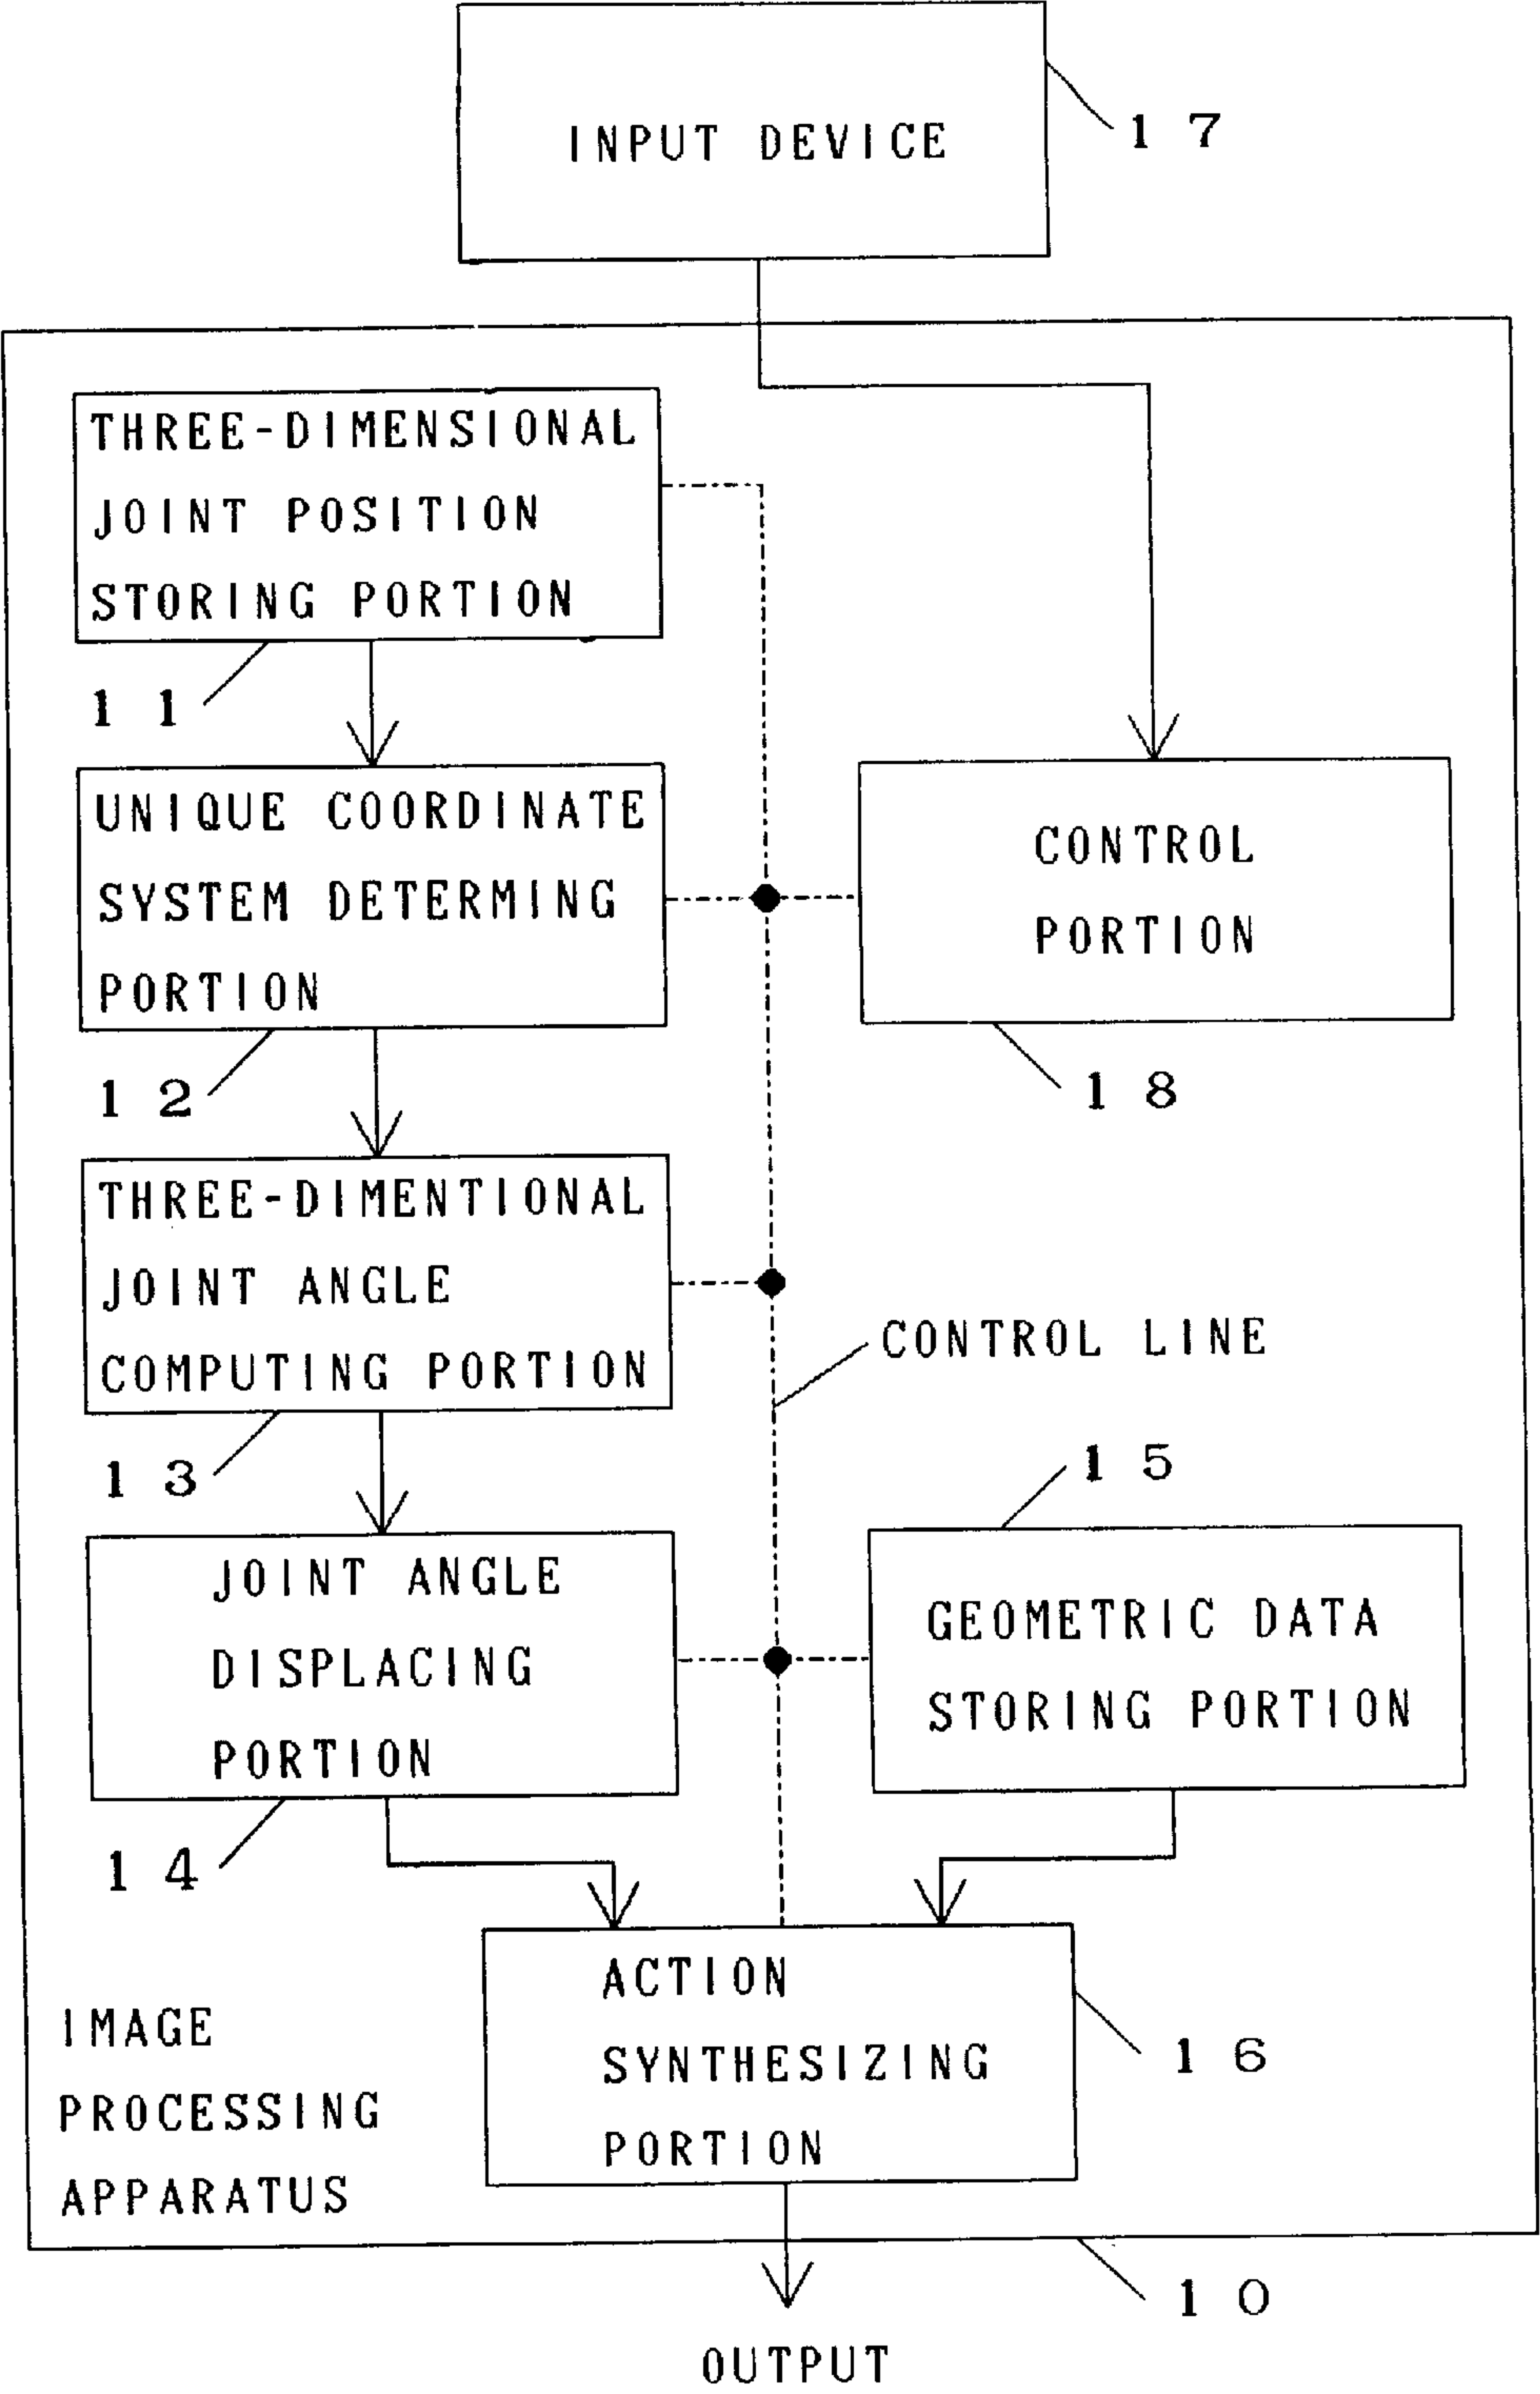 INPUT DEVICE
17
THREE-DIMENSIONAL
JOINT POSITION
STORING PORTION
11
UNIQUE COORDINATE
SYSTEM DETERMING
PORTION
12
CONTROL
PORTION
18
THREE-DIMENTIONAL
JOINT ANGLE
COMPUTING PORTION
13
CONTROL LINE
JOINT ANGLE
DISPLACING
PORTION
14
15
GEOMETRIC DATA
STORING PORTION
ACTION
SYNTHESIZING
PORTION
16
IMAGE
PROCESSING
APPARATUS
10
OUTPUT